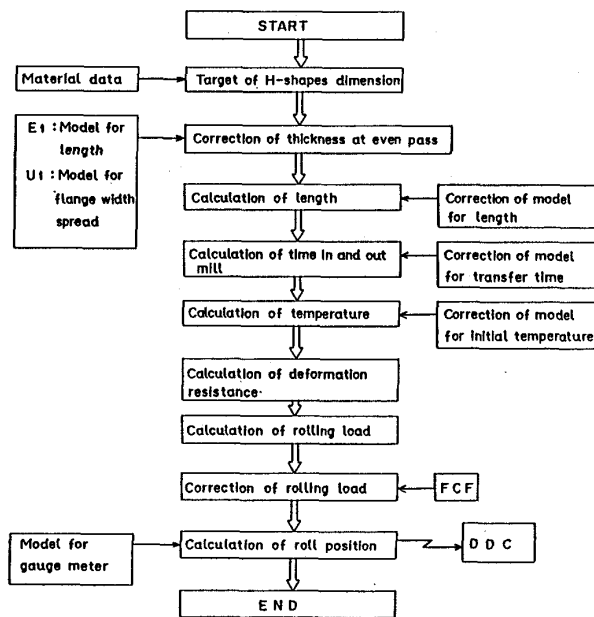 START
Material data
Target of H-shapes dimension
Et : Model for
length
Ut : Model for
flange width
spread
Correction of thickness at even pass
Calculation of length
Correction of model
for length
Calculation of time in and out
mill
Correction of model
for transfer time
Calculation of temperature
Correction of model
for initial temperature
Calculation of deformation
resistance
Calculation of rolling load
Correction of rolling load
FCF
Model for
gauge meter
Calculation of roll position
DDC
END